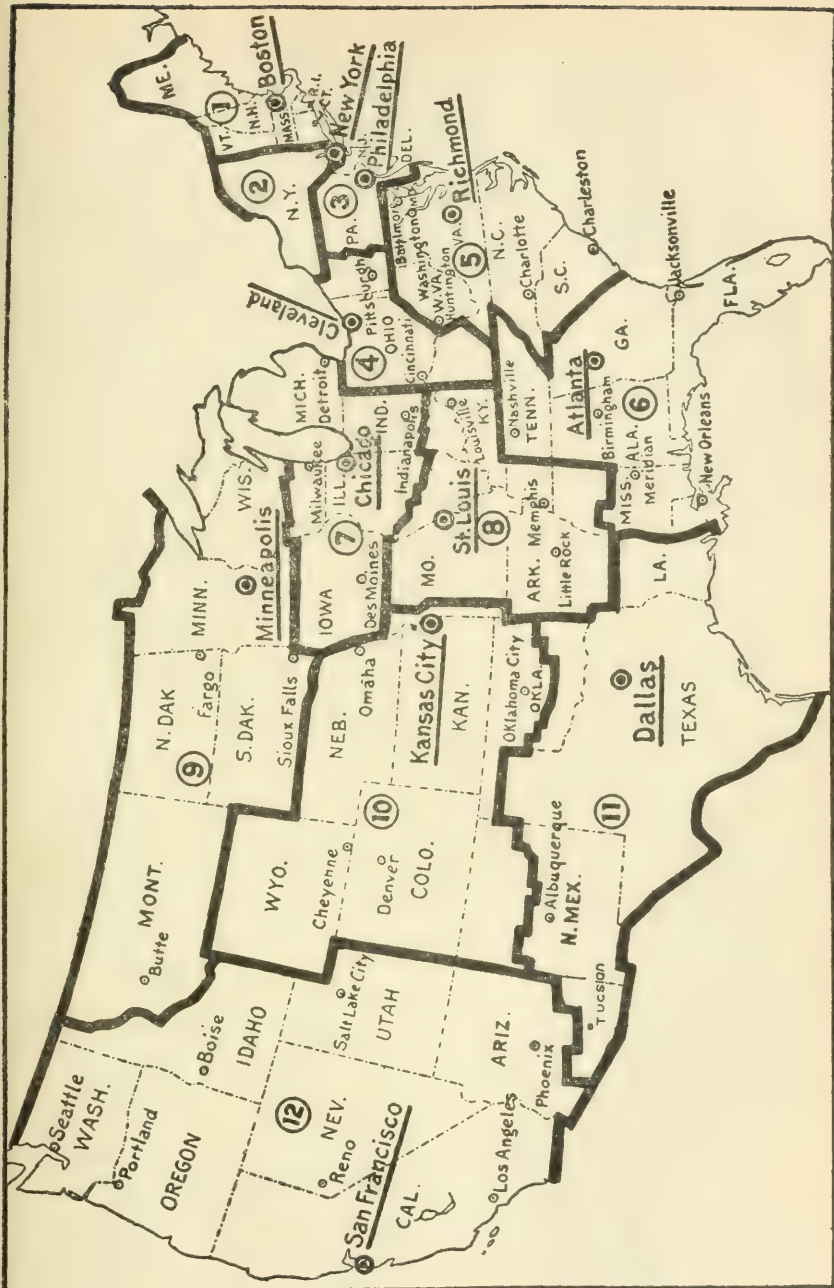 Seattle
WASH.
Portland
OREGON
Boise
IDAHO
12
NEV.
Reno
San Francisco
CAL.
Los Angeles
Salt Lake City
UTAH
ARIZ.
Phoenix
Tucson
MONT.
Butte
WYO.
Cheyenne
10
Denver
COLO.
Albuquerque
N. MEX.
11
N. DAK
Fargo
9
S. DAK.
Sioux Falls
NEB.
Omaha
Kansas City
KAN.
Oklahoma City
OKLA.
Dallas
TEXAS
MINN.
Minneapolis
WIS.
IOWA
Des Moines
7
Milwaukee
ILL.
Chicago
IND.
Indianapolis
MICH.
Detroit
MO.
St. Louis
8
Louisville
KY.
ARK.
Memphis
Little Rock
LA.
Nashville
TENN.
Atlanta
GA.
Birmingham
6
MISS.
ALA.
Meridian
New Orleans
Jacksonville
FLA.
Cleveland
Pittsburgh
4
OHIO
Cincinnati
Baltimore
MD.
Washington
W. VA.
Huntington
VA.
Richmond
5
N.C.
Charlotte
S.C.
Charleston
ME.
1
VT.
N.H.
Boston
MASS
R.I.
CT.
2
N.Y.
New York
3
PA.
N.J.
Philadelphia
DEL.